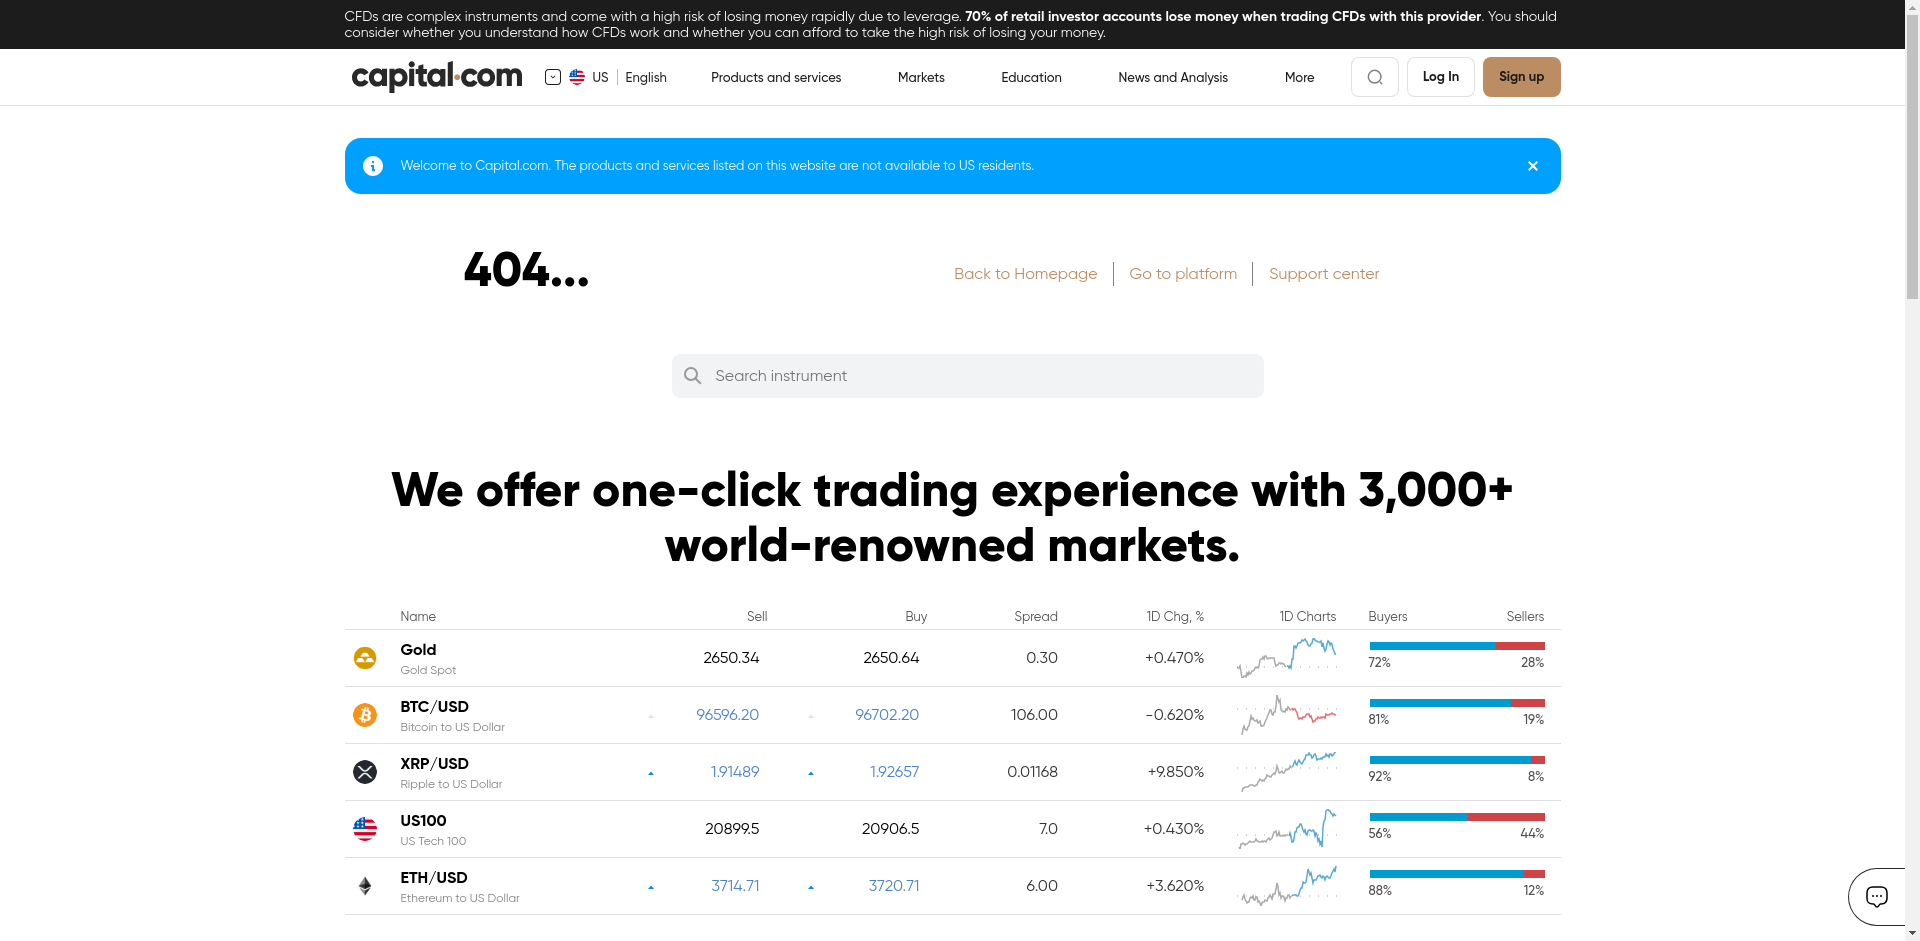 CFDs are complex instruments and come with a high risk of losing money rapidly due to leverage. 70% of retail investor accounts lose money when trading CFDs with this provider. You should
consider whether you understand how CFDs work and whether you can afford to take the high risk of losing your money.
capital.com US English Products and services Markets Education News and Analysis More Log In Sign up
Welcome to Capital.com. The products and services listed on this website are not available to US residents.
404...
Back to Homepage Go to platform Support center
Search instrument
We offer one-click trading experience with 3,000+
world-renowned markets.
Name Sell Buy Spread 1D Chg, % 1D Charts Buyers Sellers
Gold 2650.34 2650.64 0.30 +0.470% 72% 28%
Gold Spot
BTC/USD 96596.20 96702.20 106.00 -0.620% 81% 19%
Bitcoin to US Dollar
XRP/USD 1.91489 1.92657 0.01168 +9.850% 92% 8%
Ripple to US Dollar
US100 20899.5 20906.5 7.0 +0.430% 56% 44%
US Tech 100
ETH/USD 3714.71 3720.71 6.00 +3.620% 88% 12%
Ethereum to US Dollar